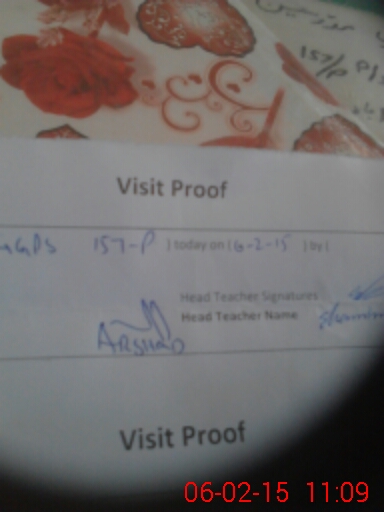 157/P
Visit Proof
GGPS 157-P ) today on (6-2-15 ) by (
Head Teacher Signatures
Head Teacher Name
ARSHAD
Visit Proof
06-02-15 11:09